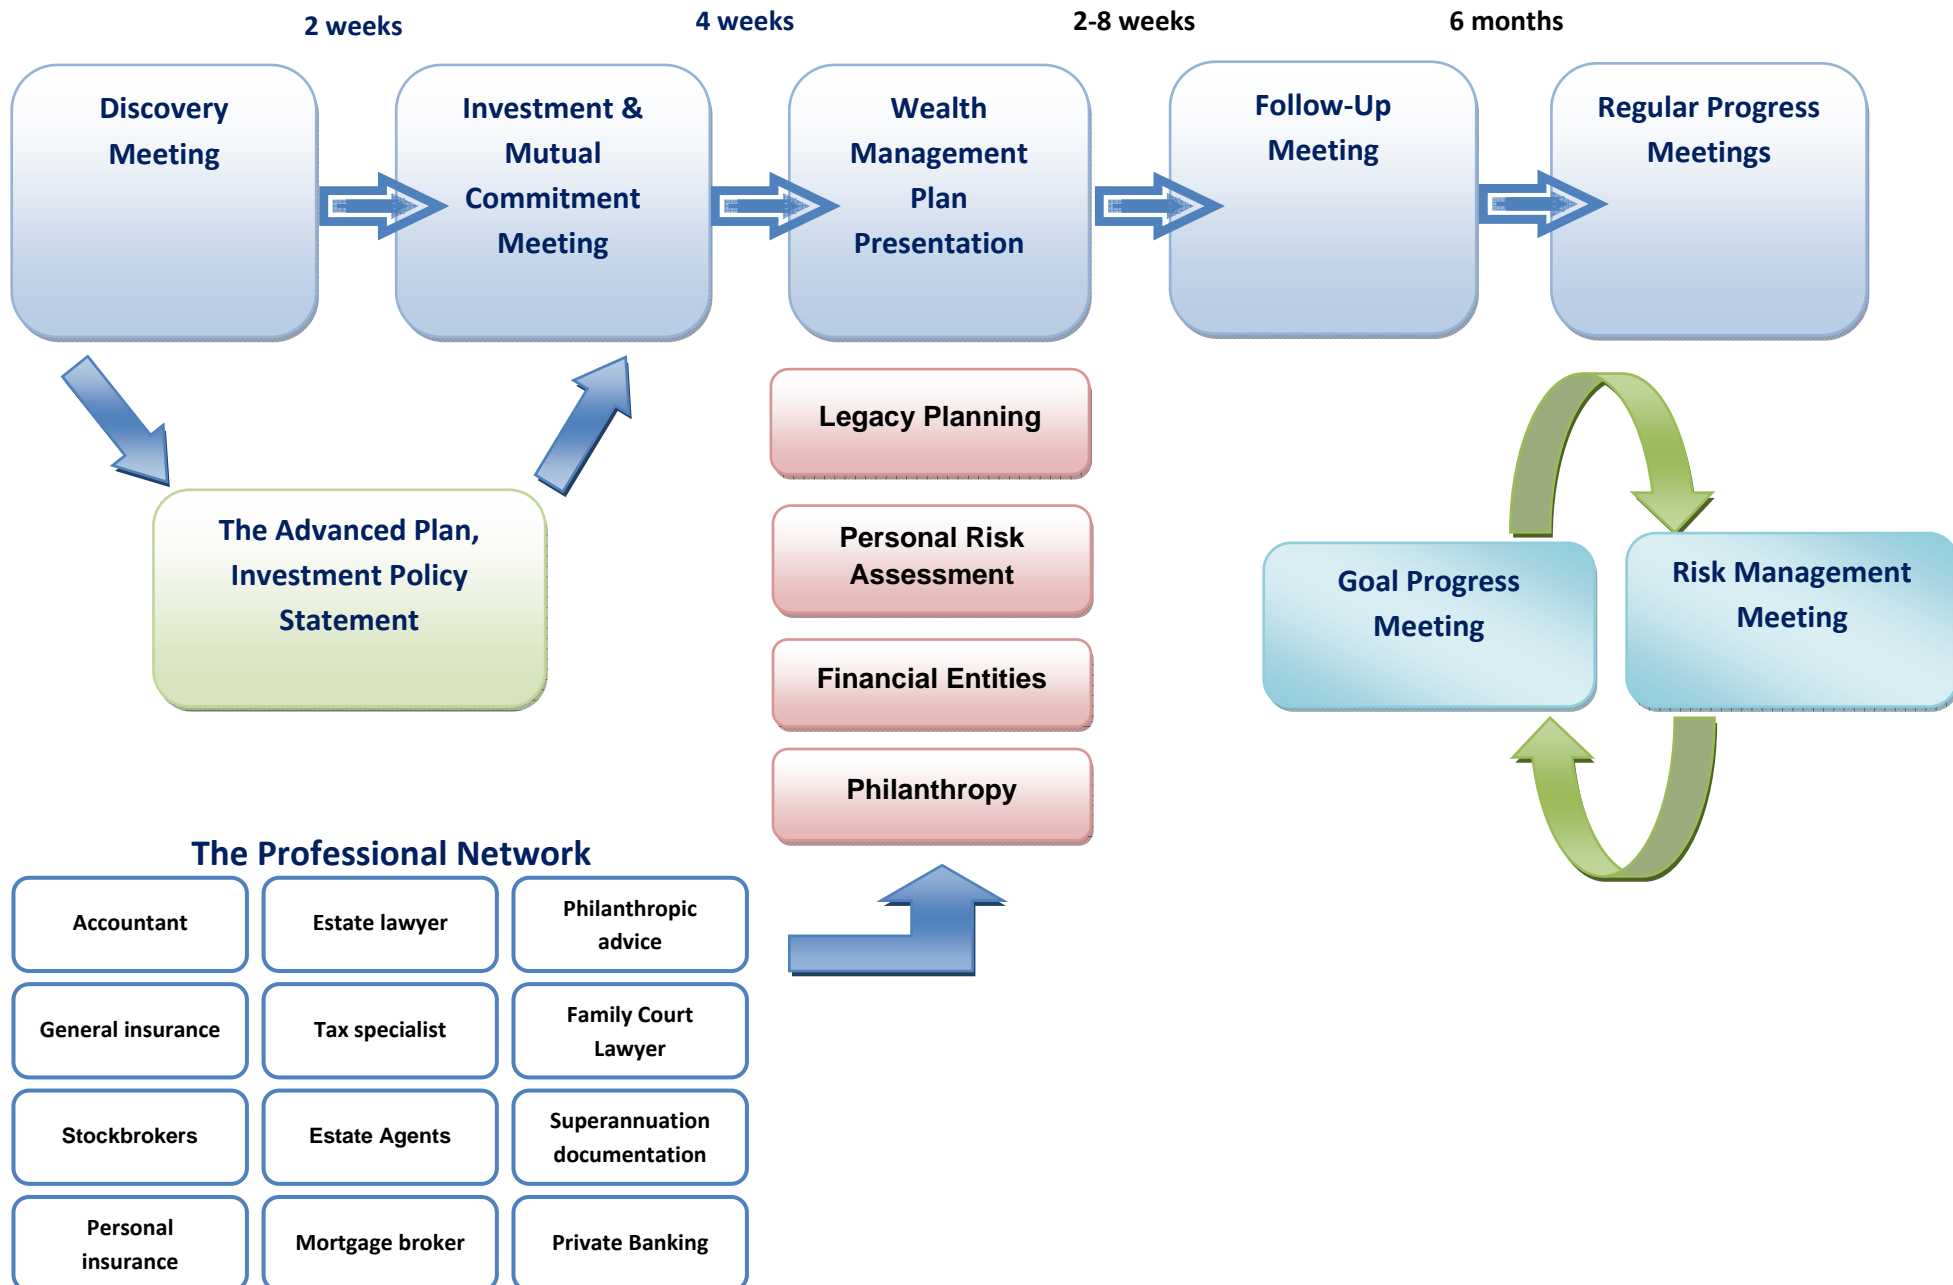 2 weeks
4 weeks
2-8 weeks
6 months
Discovery
Meeting
Investment &
Mutual
Commitment
Meeting
Wealth
Management
Plan
Presentation
Follow-Up
Meeting
Regular Progress
Meetings
The Advanced Plan,
Investment Policy
Statement
Legacy Planning
Personal Risk
Assessment
Financial Entities
Philanthropy
Goal Progress
Meeting
Risk Management
Meeting
The Professional Network
Accountant
Estate lawyer
Philanthropic
advice
General insurance
Tax specialist
Family Court
Lawyer
Stockbrokers
Estate Agents
Superannuation
documentation
Personal
insurance
Mortgage broker
Private Banking